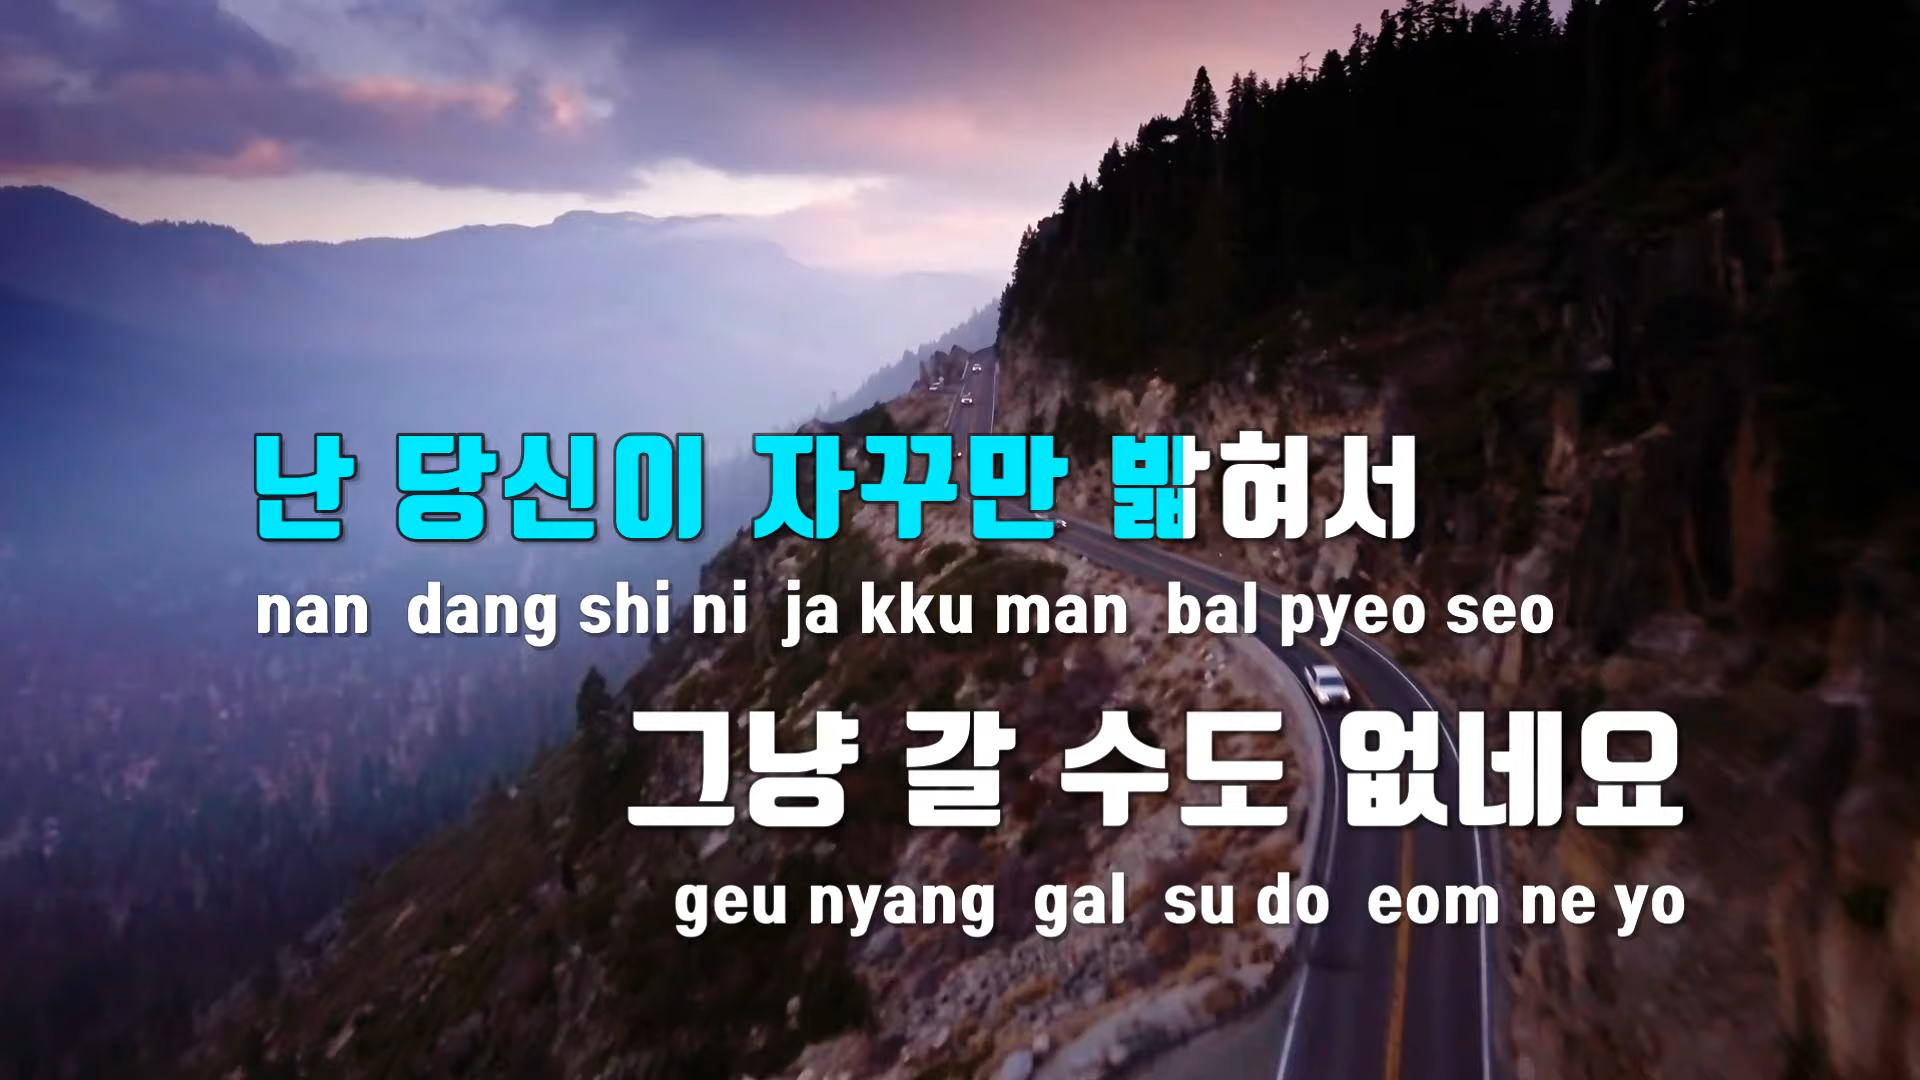 난 당신이 자꾸만 밟혀서
nan dang shi ni ja kku man bal pyeo seo
그냥 갈 수도 없네요
geu nyang gal su do eom ne yo